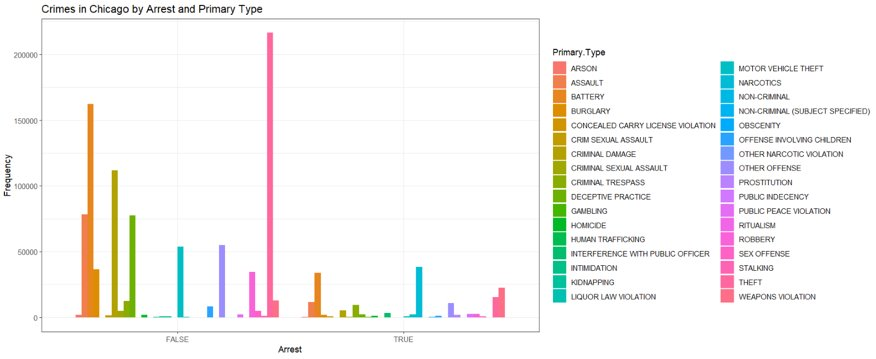 Crimes in Chicago by Arrest and Primary Type
200000
150000
100000
50000
0
Frequency
FALSE
TRUE
Arrest
Primary.Type
ARSON
ASSAULT
BATTERY
BURGLARY
CONCEALED CARRY LICENSE VIOLATION
CRIM SEXUAL ASSAULT
CRIMINAL DAMAGE
CRIMINAL SEXUAL ASSAULT
CRIMINAL TRESPASS
DECEPTIVE PRACTICE
GAMBLING
HOMICIDE
HUMAN TRAFFICKING
INTERFERENCE WITH PUBLIC OFFICER
INTIMIDATION
KIDNAPPING
LIQUOR LAW VIOLATION
MOTOR VEHICLE THEFT
NARCOTICS
NON-CRIMINAL
NON-CRIMINAL (SUBJECT SPECIFIED)
OBSCENITY
OFFENSE INVOLVING CHILDREN
OTHER NARCOTIC VIOLATION
OTHER OFFENSE
PROSTITUTION
PUBLIC INDECENCY
PUBLIC PEACE VIOLATION
RITUALISM
ROBBERY
SEX OFFENSE
STALKING
THEFT
WEAPONS VIOLATION